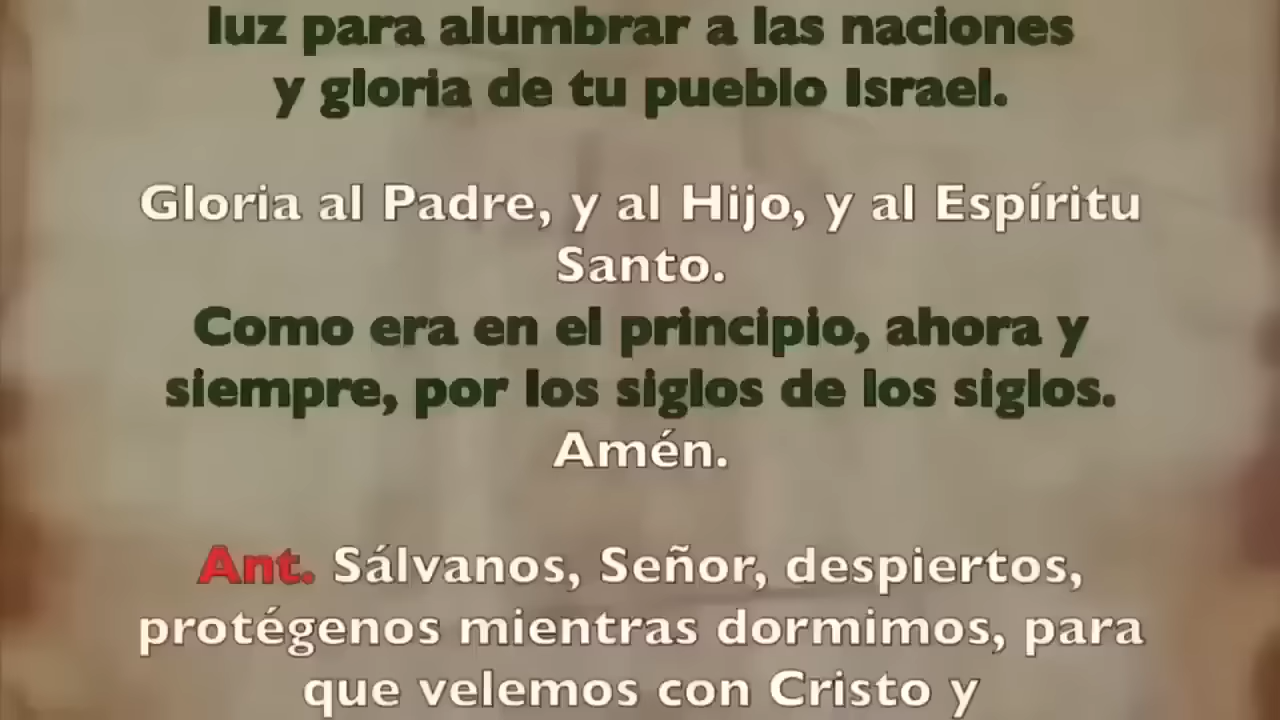 luz para alumbrar a las naciones
y gloria de tu pueblo Israel.
Gloria al Padre, y al Hijo, y al Espíritu
Santo.
Como era en el principio, ahora y
siempre, por los siglos de los siglos.
Amén.
Ant. Sálvanos, Señor, despiertos,
protégenos mientras dormimos, para
que velemos con Cristo y